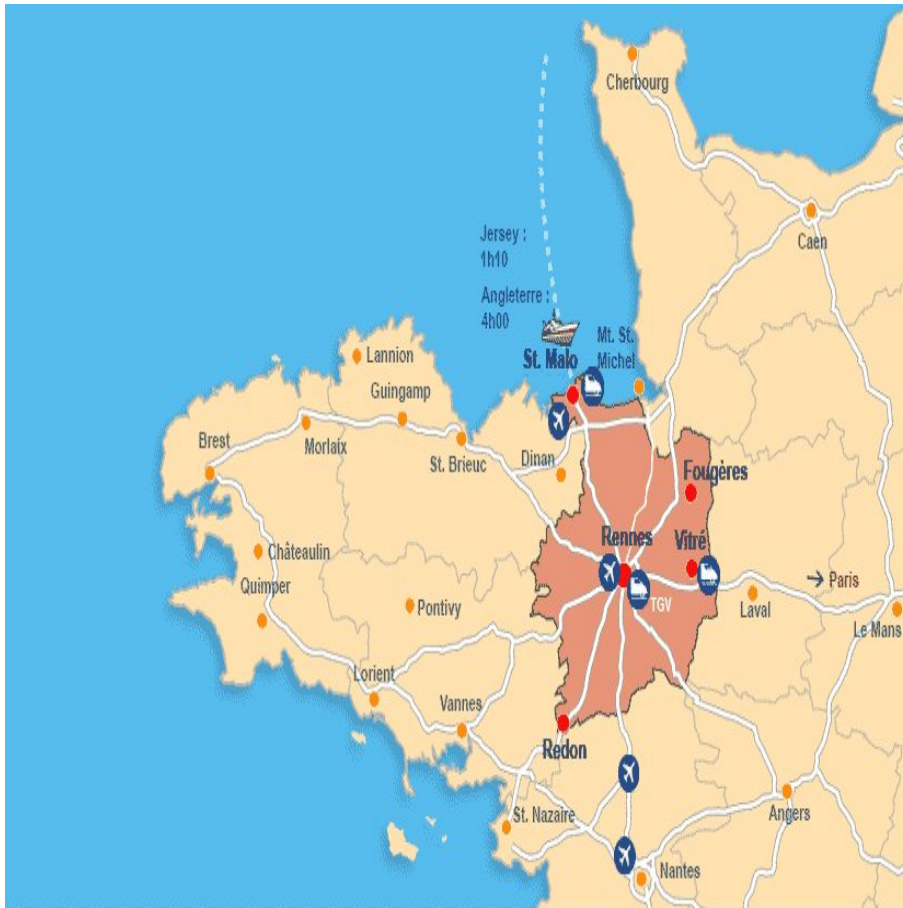 Cherbourg
Caen
Jersey :
1h10
Angleterre :
4h00
St. Malo
Mt. St.
Michel
Lannion
Guingamp
Brest
Morlaix
St. Brieuc
Dinan
Fougères
Rennes
Vitré
Châteaulin
Quimper
Pontivy
TGV
Laval
→ Paris
Le Mans
Lorient
Vannes
Redon
St. Nazaire
Angers
Nantes